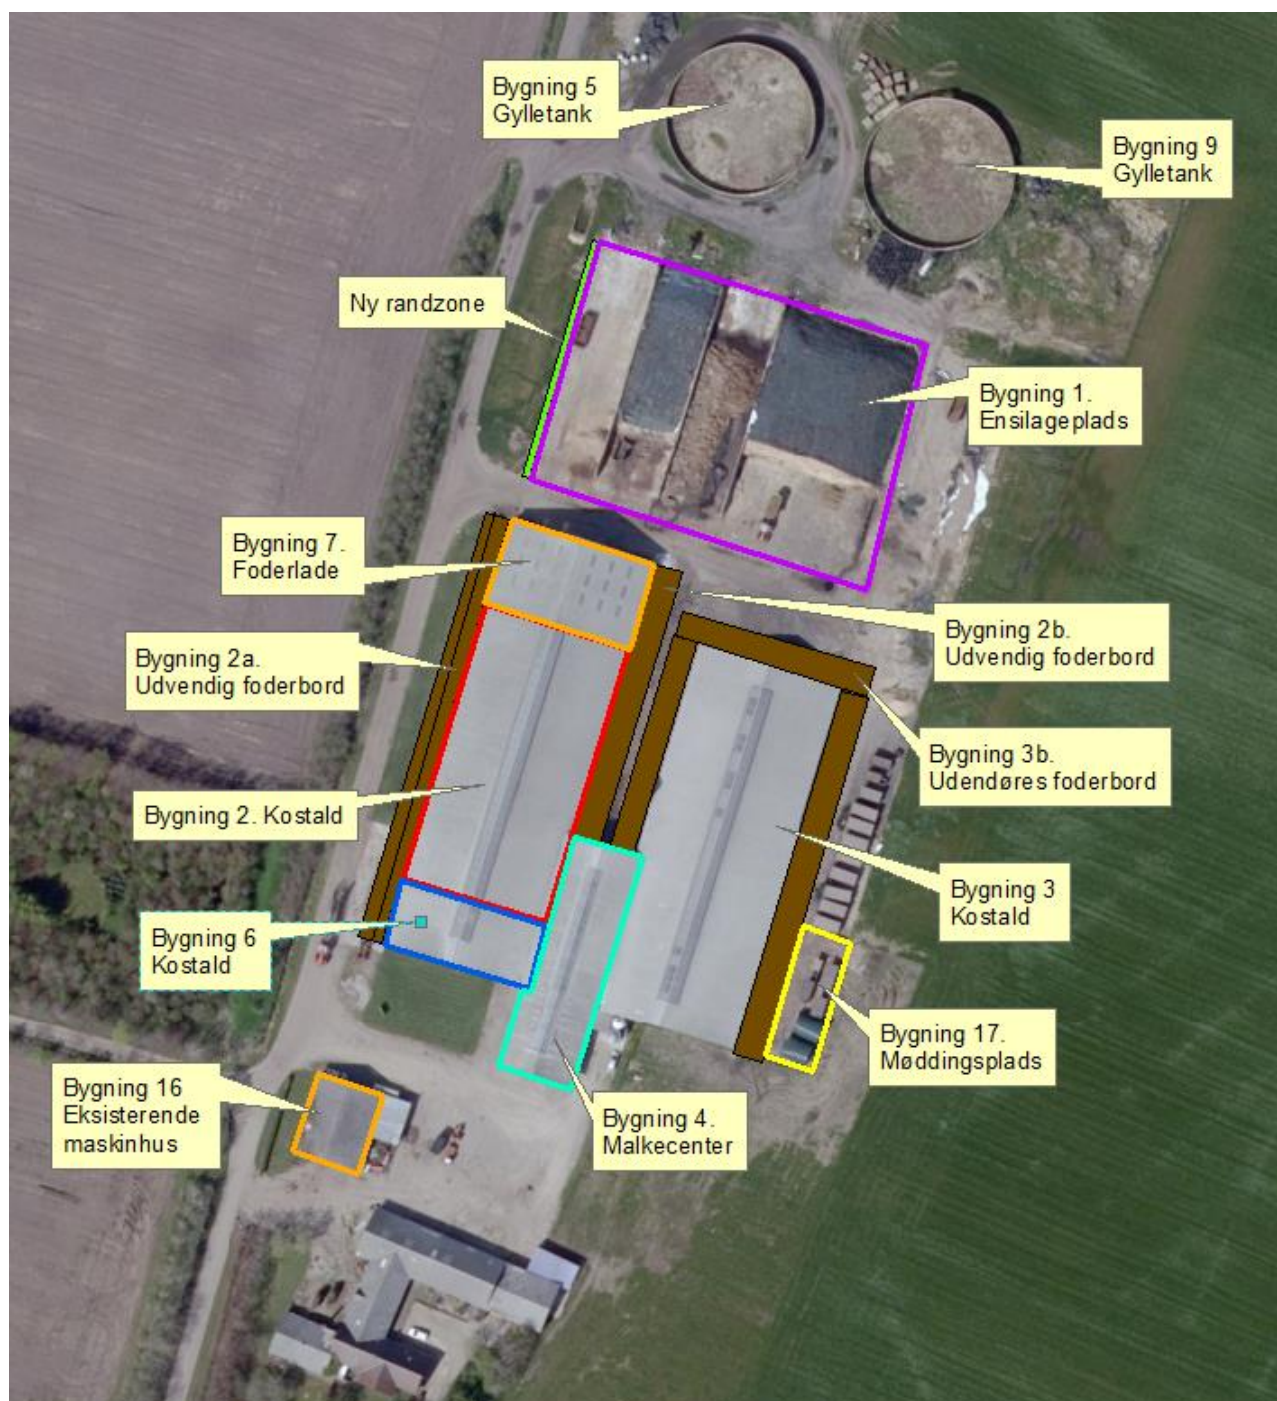 Bygning 5
Gylletank
Bygning 9
Gylletank
Ny randzone
Bygning 1.
Ensilageplads
Bygning 7.
Foderlade
Bygning 2b.
Udvendig foderbord
Bygning 2a.
Udvendig foderbord
Bygning 3b.
Udendøres foderbord
Bygning 2. Kostald
Bygning 3
Kostald
Bygning 6
Kostald
Bygning 17.
Møddingsplads
Bygning 16
Eksisterende
maskinhus
Bygning 4.
Malkecenter